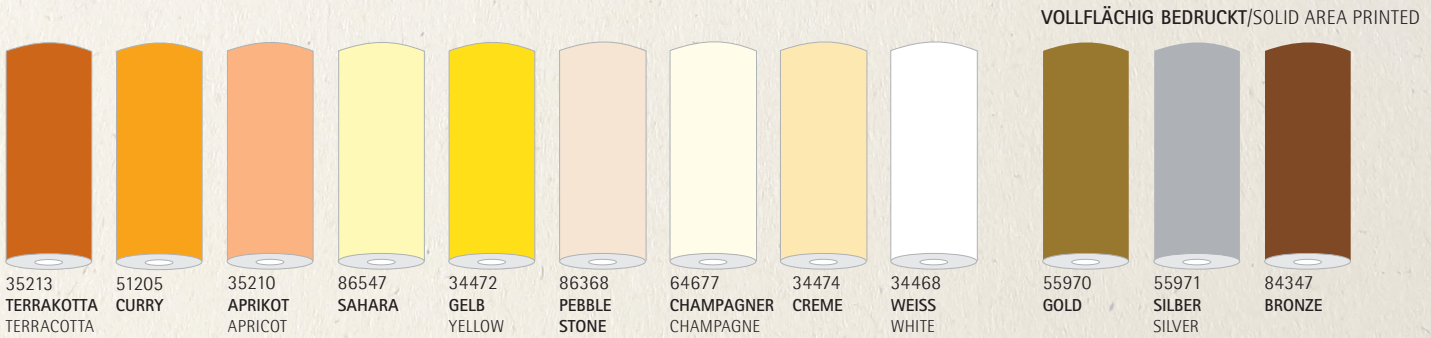 VOLLFLÄCHIG BEDRUCKT/SOLID AREA PRINTED
35213
TERRAKOTTA
TERRACOTTA
51205
CURRY
35210
APRIKOT
APRICOT
86547
SAHARA
34472
GELB
YELLOW
86368
PEBBLE
STONE
64677
CHAMPAGNER
CHAMPAGNE
34474
CREME
34468
WEISS
WHITE
55970
GOLD
55971
SILBER
SILVER
84347
BRONZE